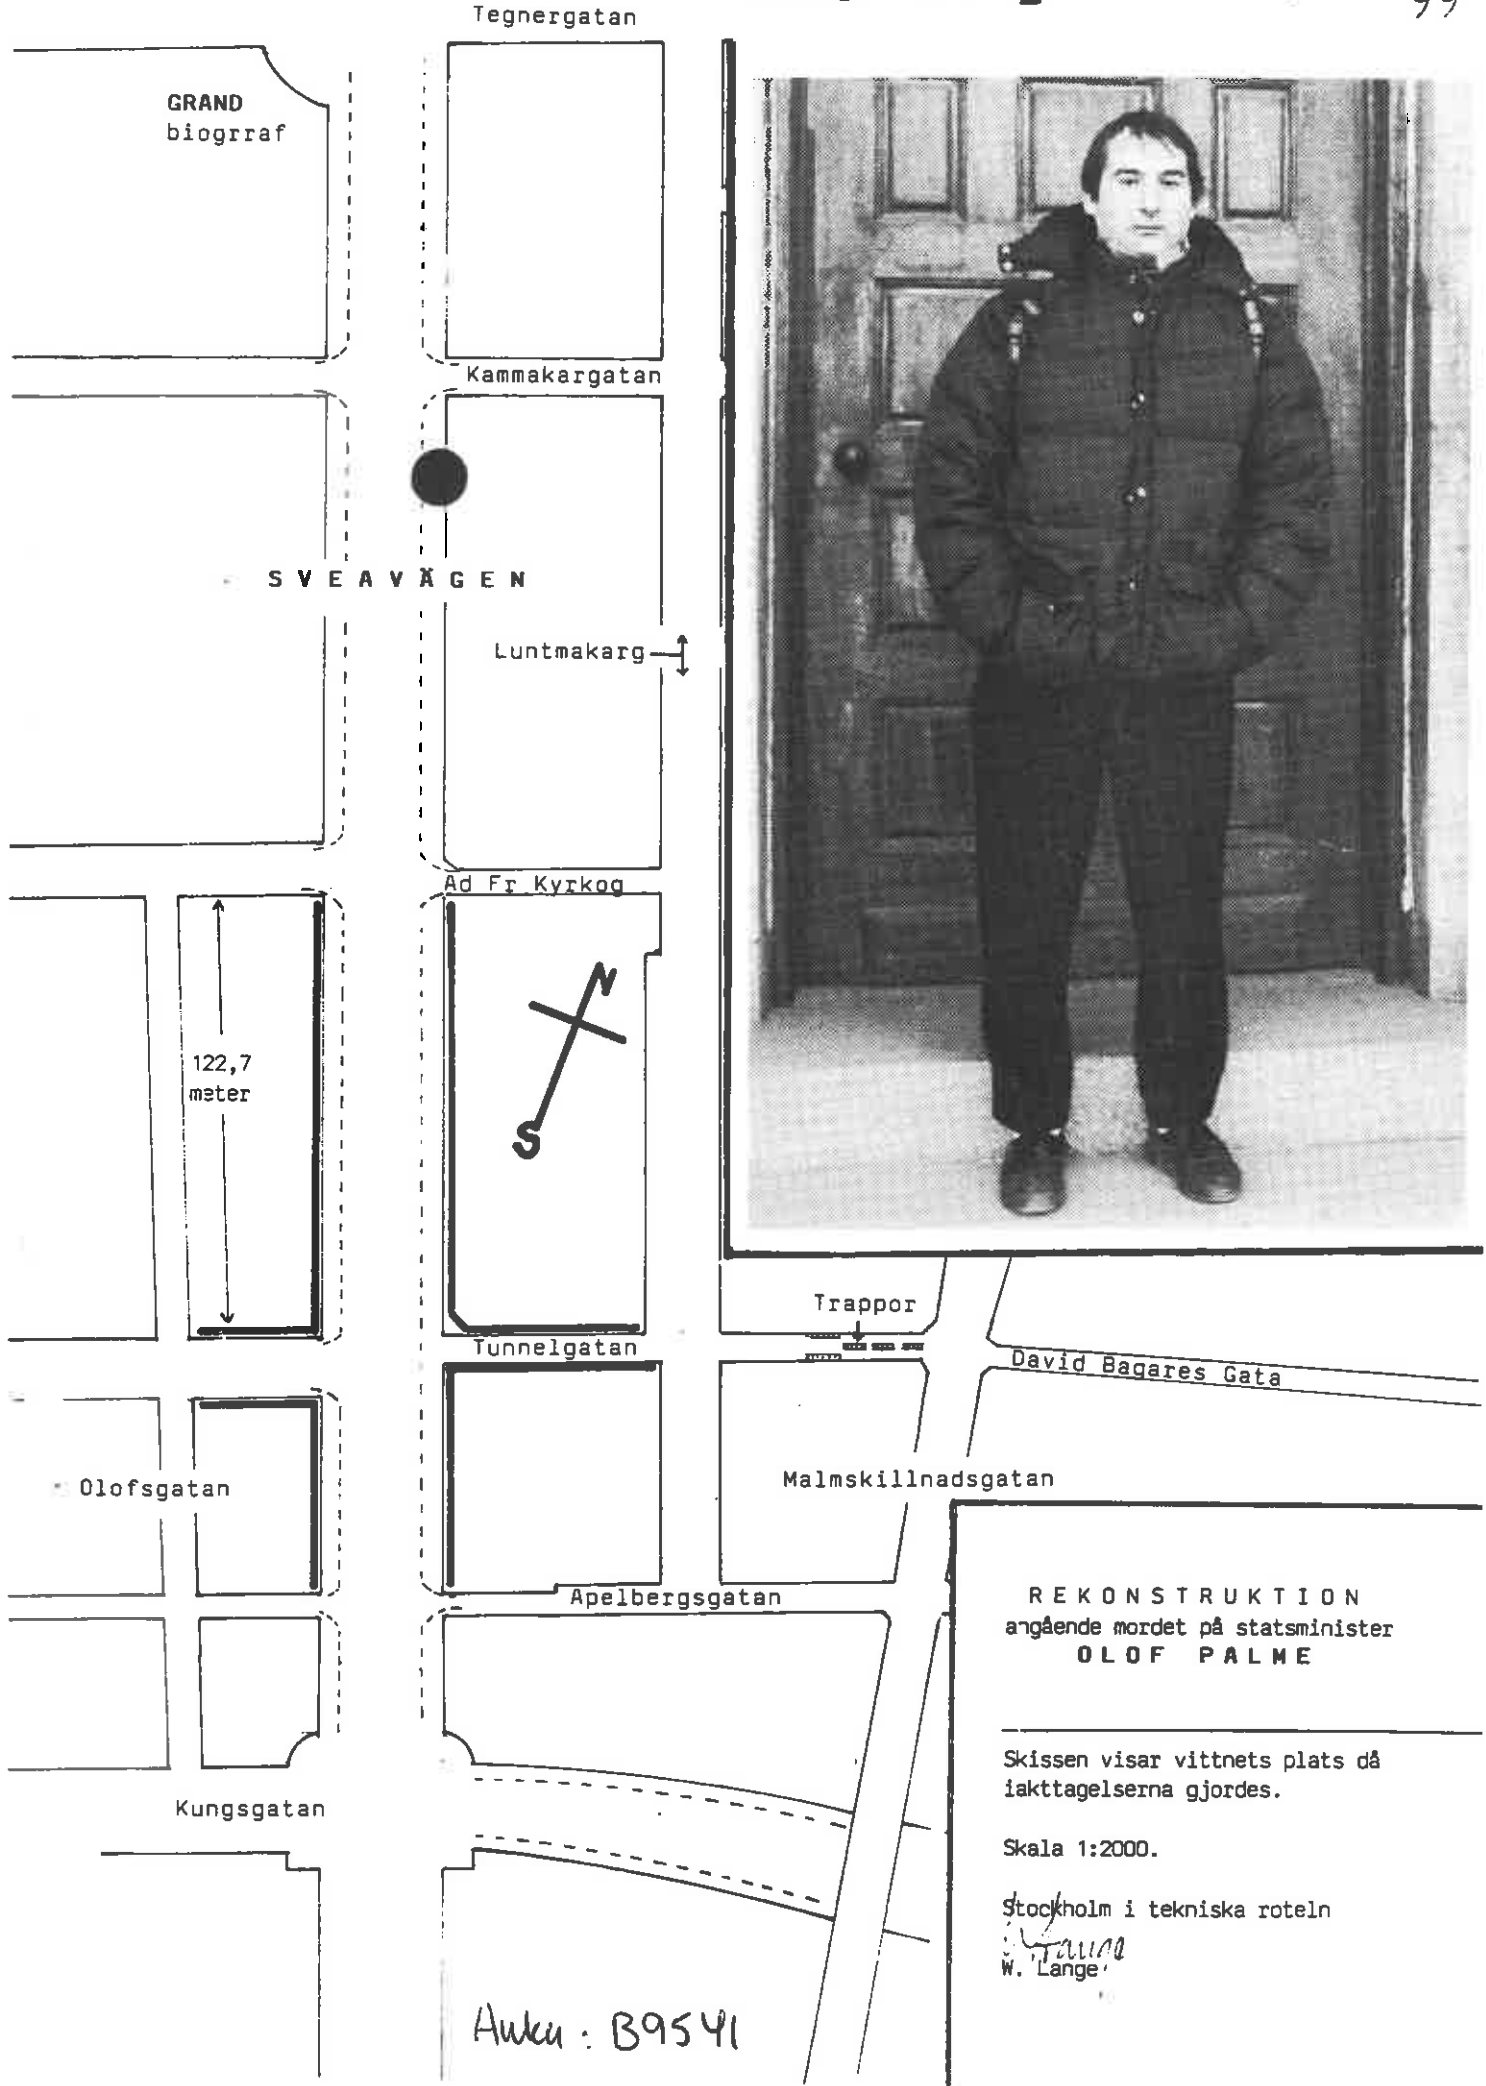 Tegnergatan
GRAND
biogrraf
Kammakargatan
SVEAVÄGEN
Luntmakarg
Ad Fr Kyrkog
N
S
122,7
meter
Trappor
Tunnelgatan
David Bagares Gata
Olofsgatan
Malmskillnadsgatan
Apelbergsgatan
Kungsgatan
REKONSTRUKTION
angående mordet på statsminister
OLOF PALME
Skissen visar vittnets plats då
iakttagelserna gjordes.
Skala 1:2000.
Stockholm i tekniska roteln
W. Lange
B9541